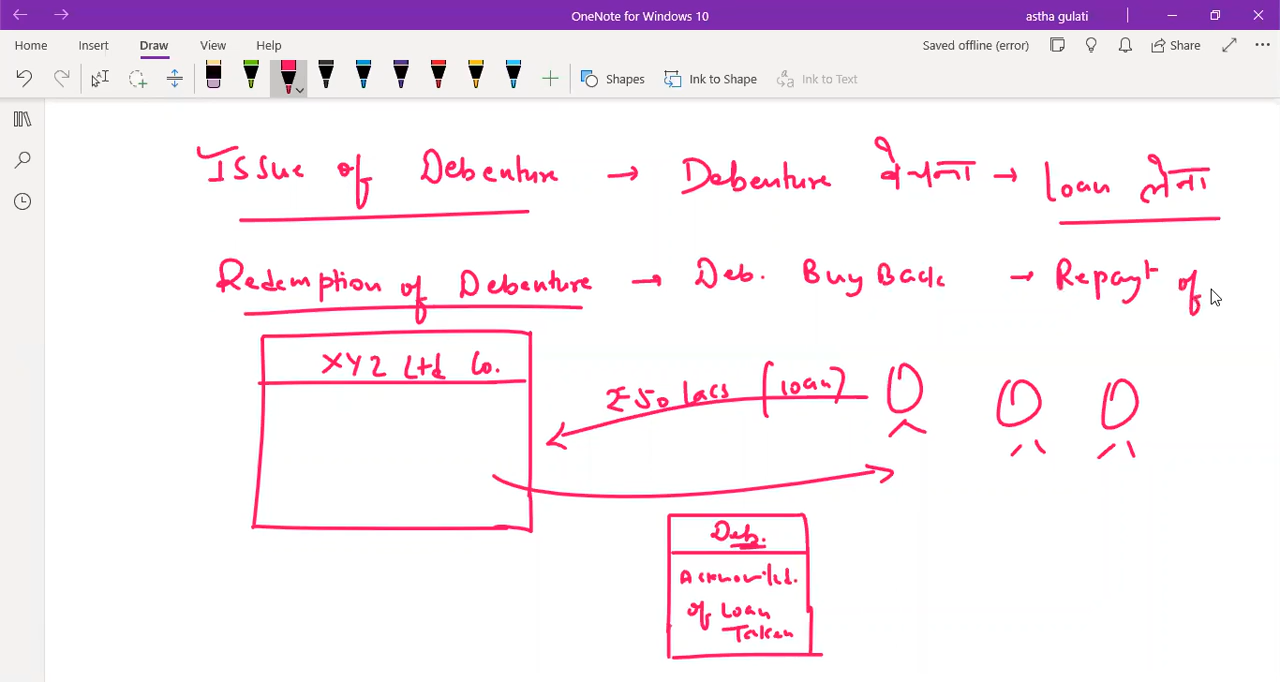 OneNote for Windows 10
astha gulati
Home Insert Draw View Help
Saved offline (error) Share
Shapes Ink to Shape Ink to Text
Issue of Debenture → Debenture बेचना → Loan लेना
Redemption of Debenture → Deb. Buy Back → Repayt of
XYZ Ltd Co.
₹50 lacs (loan)
Deb.
of Loan
Taken